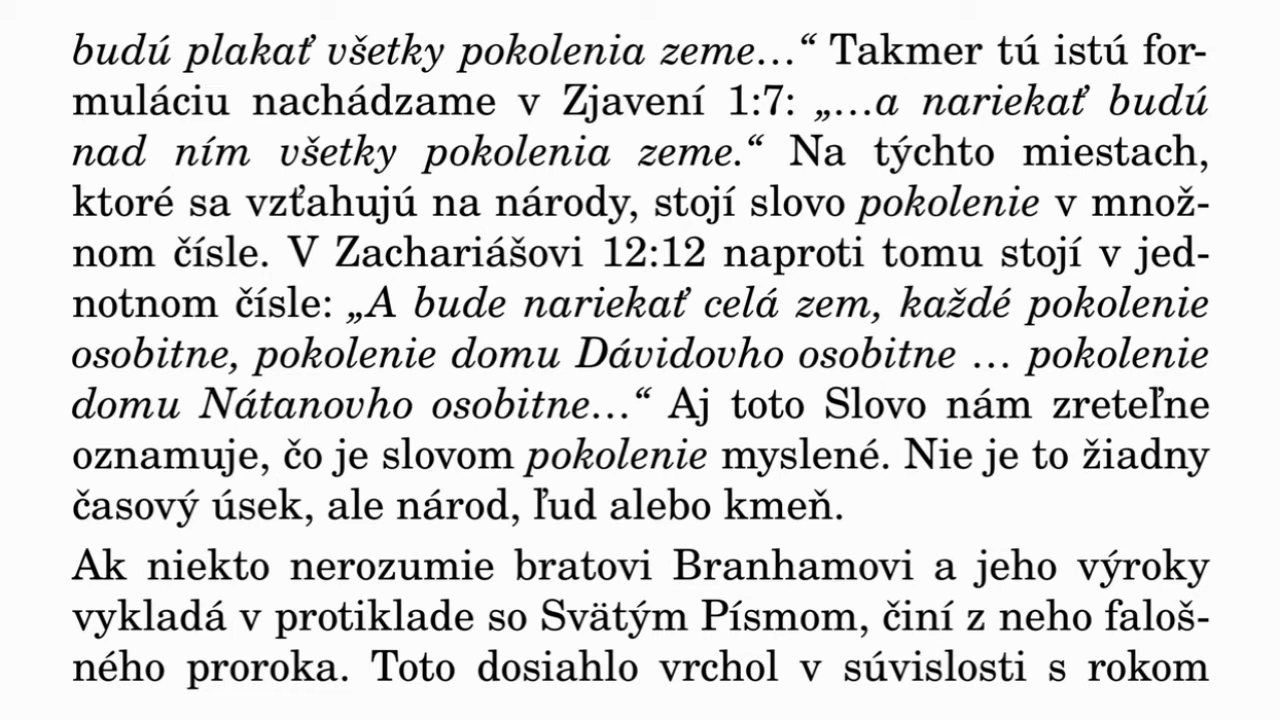 budú plakať všetky pokolenia zeme…“ Takmer tú istú for-
muláciu nachádzame v Zjavení 1:7: „…a nariekať budú
nad ním všetky pokolenia zeme.“ Na týchto miestach,
ktoré sa vzťahujú na národy, stojí slovo pokolenie v množ-
nom čísle. V Zachariášovi 12:12 naproti tomu stojí v jed-
notnom čísle: „A bude nariekať celá zem, každé pokolenie
osobitne, pokolenie domu Dávidovho osobitne … pokolenie
domu Nátanovho osobitne…“ Aj toto Slovo nám zreteľne
oznamuje, čo je slovom pokolenie myslené. Nie je to žiadny
časový úsek, ale národ, ľud alebo kmeň.
Ak niekto nerozumie bratovi Branhamovi a jeho výroky
vykladá v protiklade so Svätým Písmom, činí z neho faloš-
ného proroka. Toto dosiahlo vrchol v súvislosti s rokom